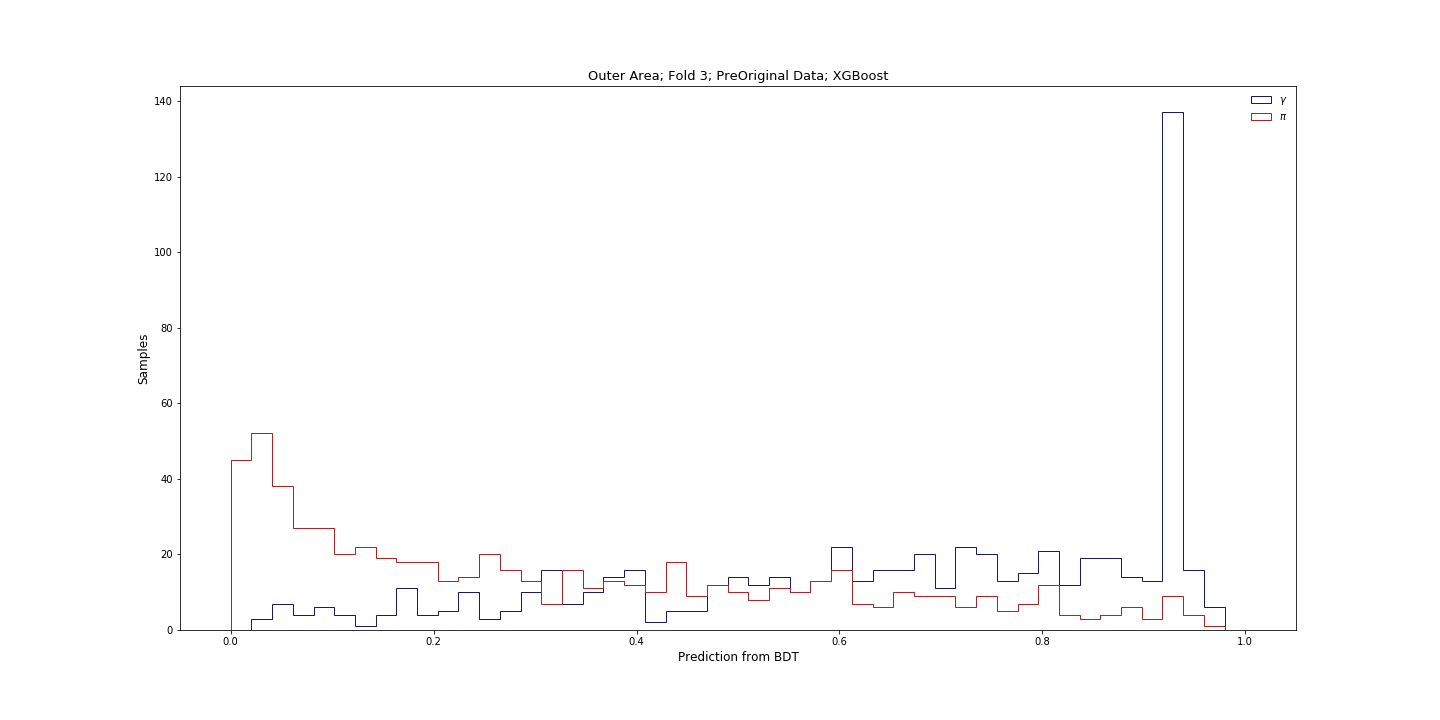 Outer Area; Fold 3; PreOriginal Data; XGBoost
γ
π
140
120
100
80
60
40
20
0
Samples
0.0 0.2 0.4 0.6 0.8 1.0
Prediction from BDT